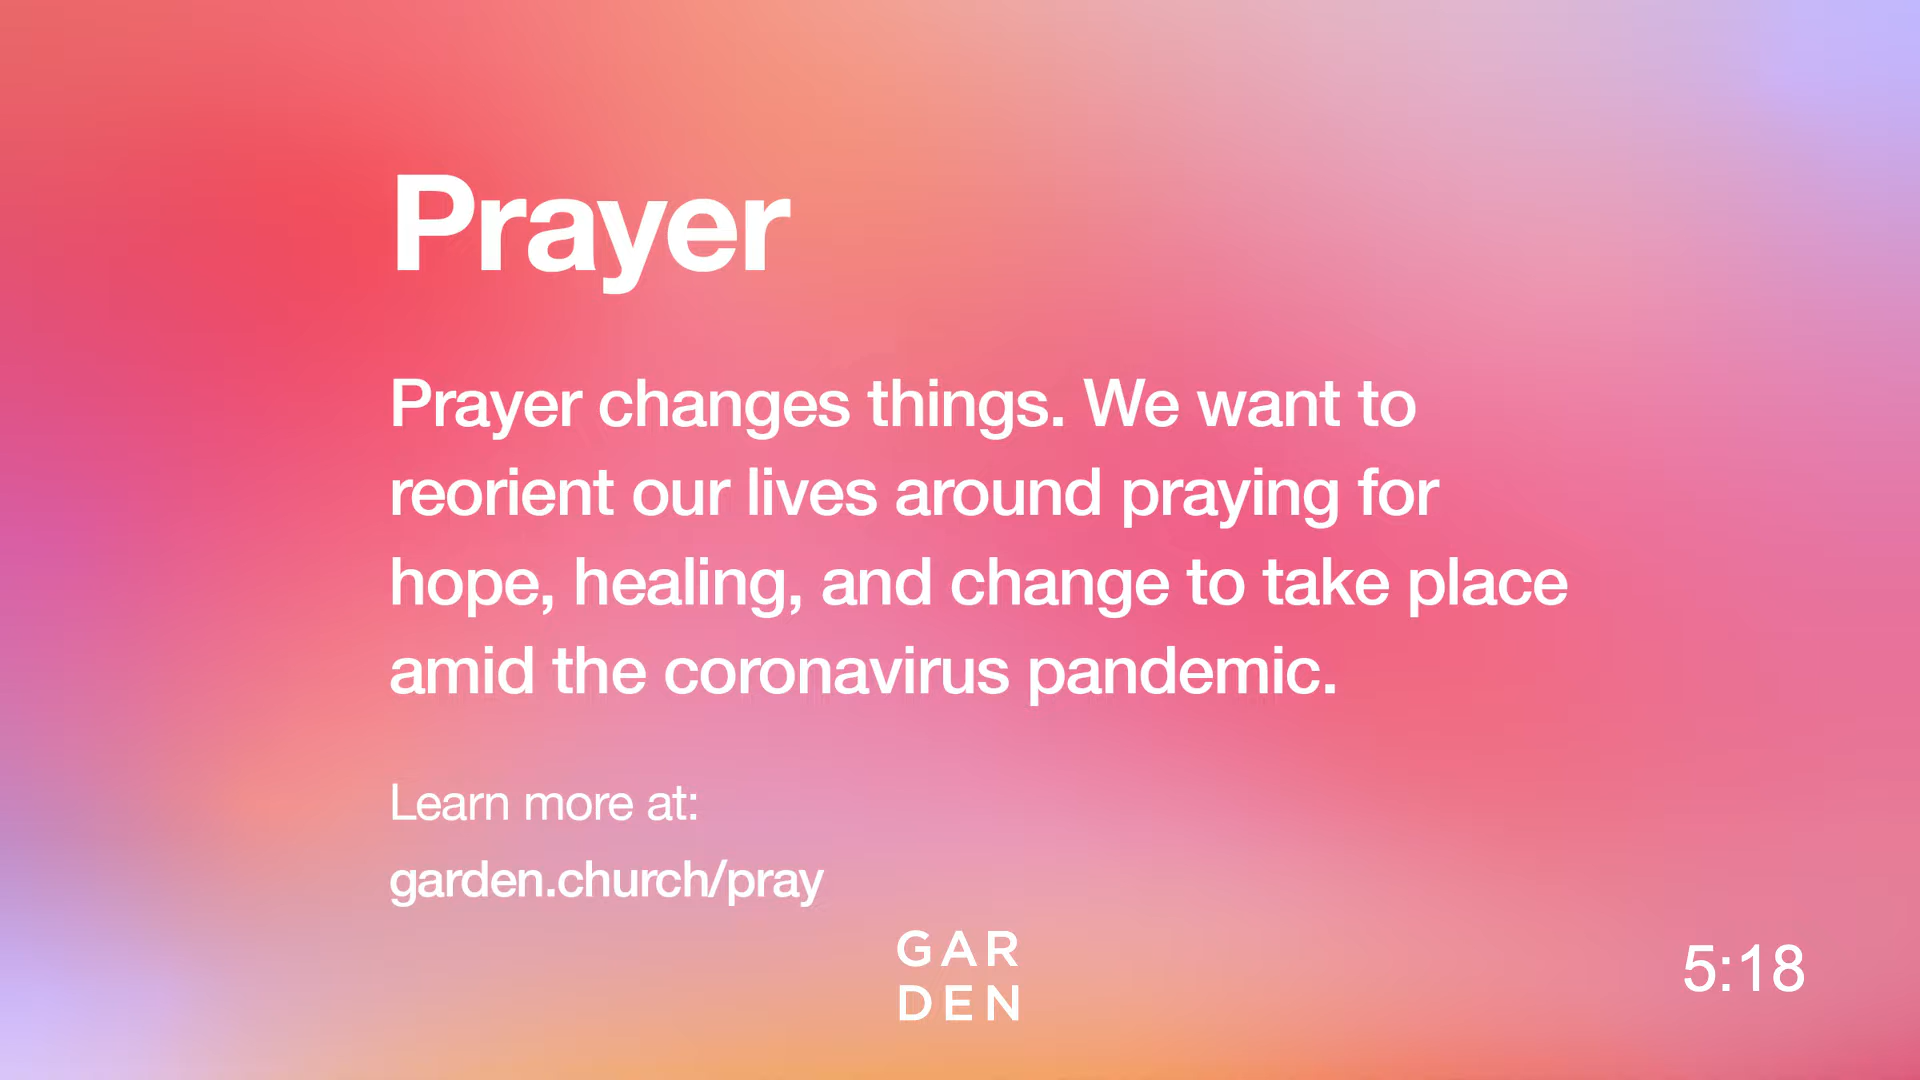 Prayer
Prayer changes things. We want to
reorient our lives around praying for
hope, healing, and change to take place
amid the coronavirus pandemic.
Learn more at:
garden.church/pray
GAR
DEN
5:18